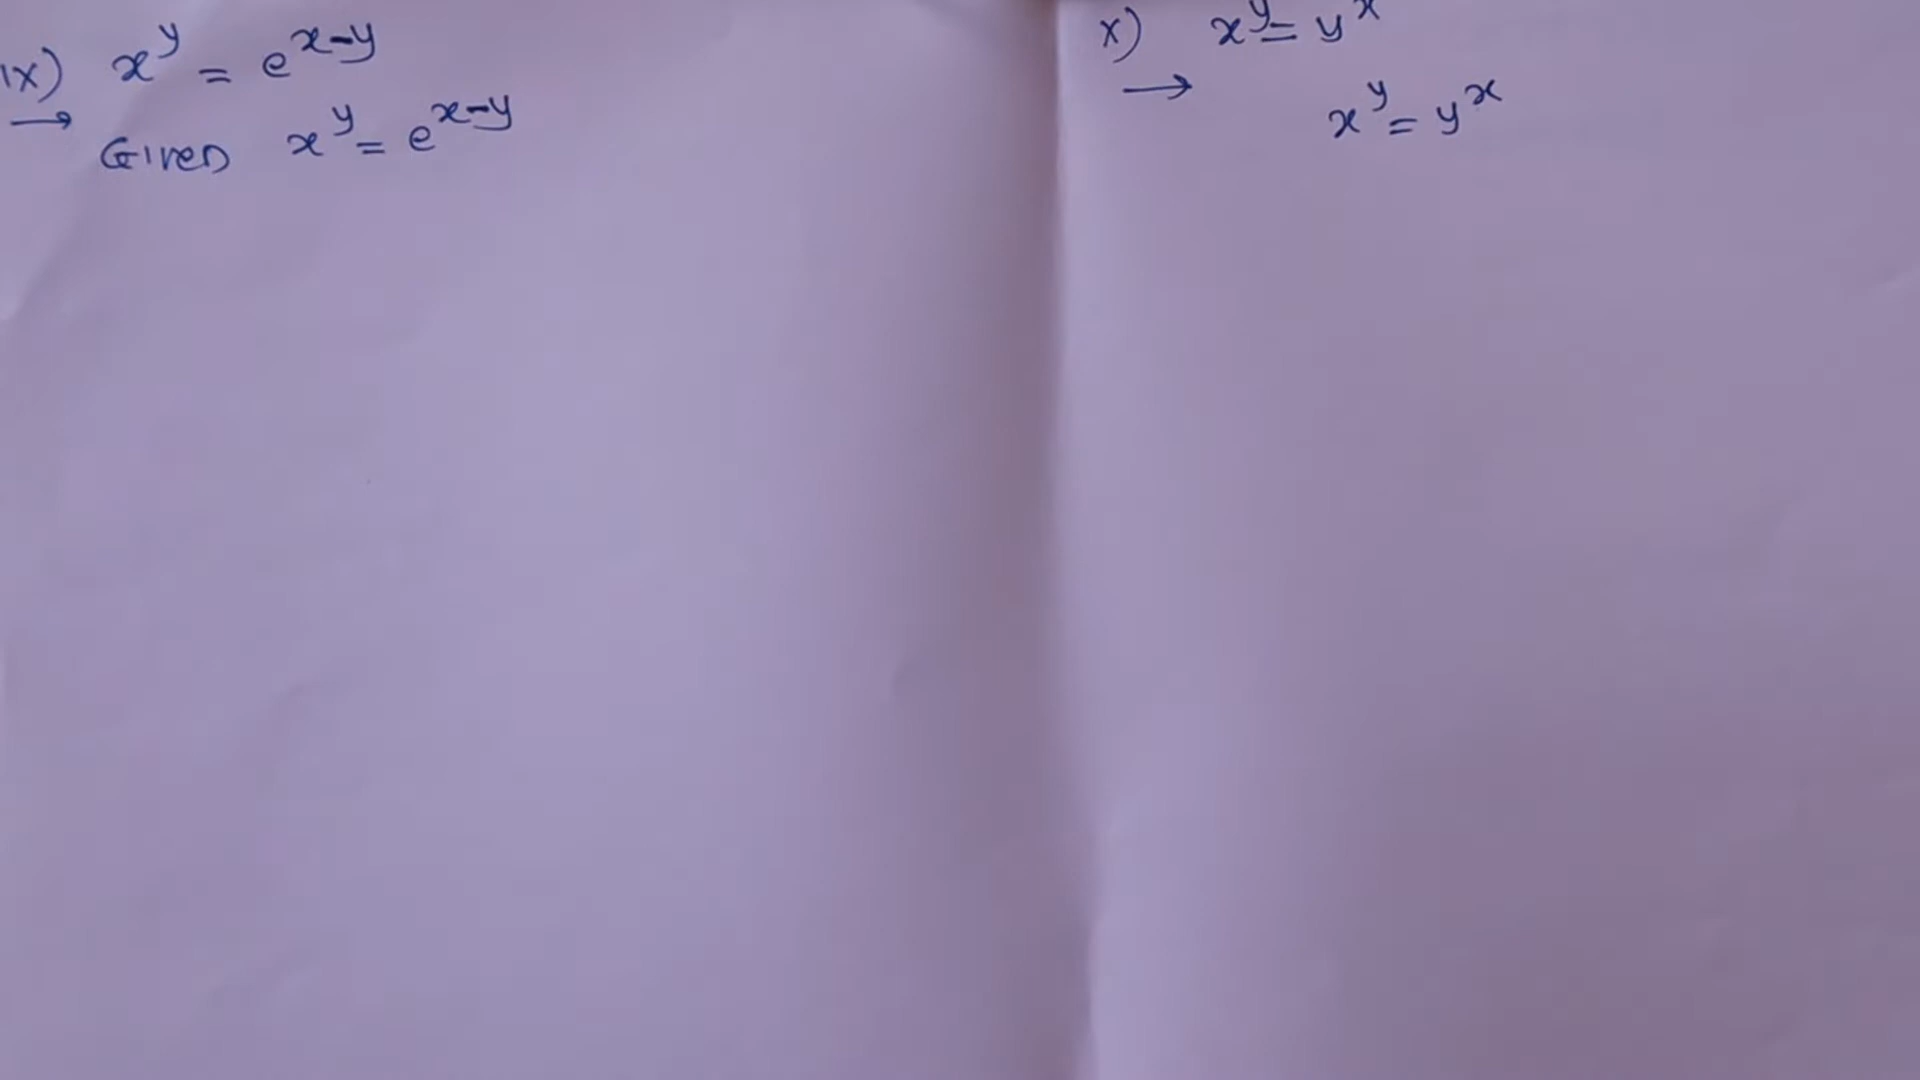 ix) x^y = e^{x-y}
→
Given x^y = e^{x-y}
x) x^y = y^x
→
x^y = y^x